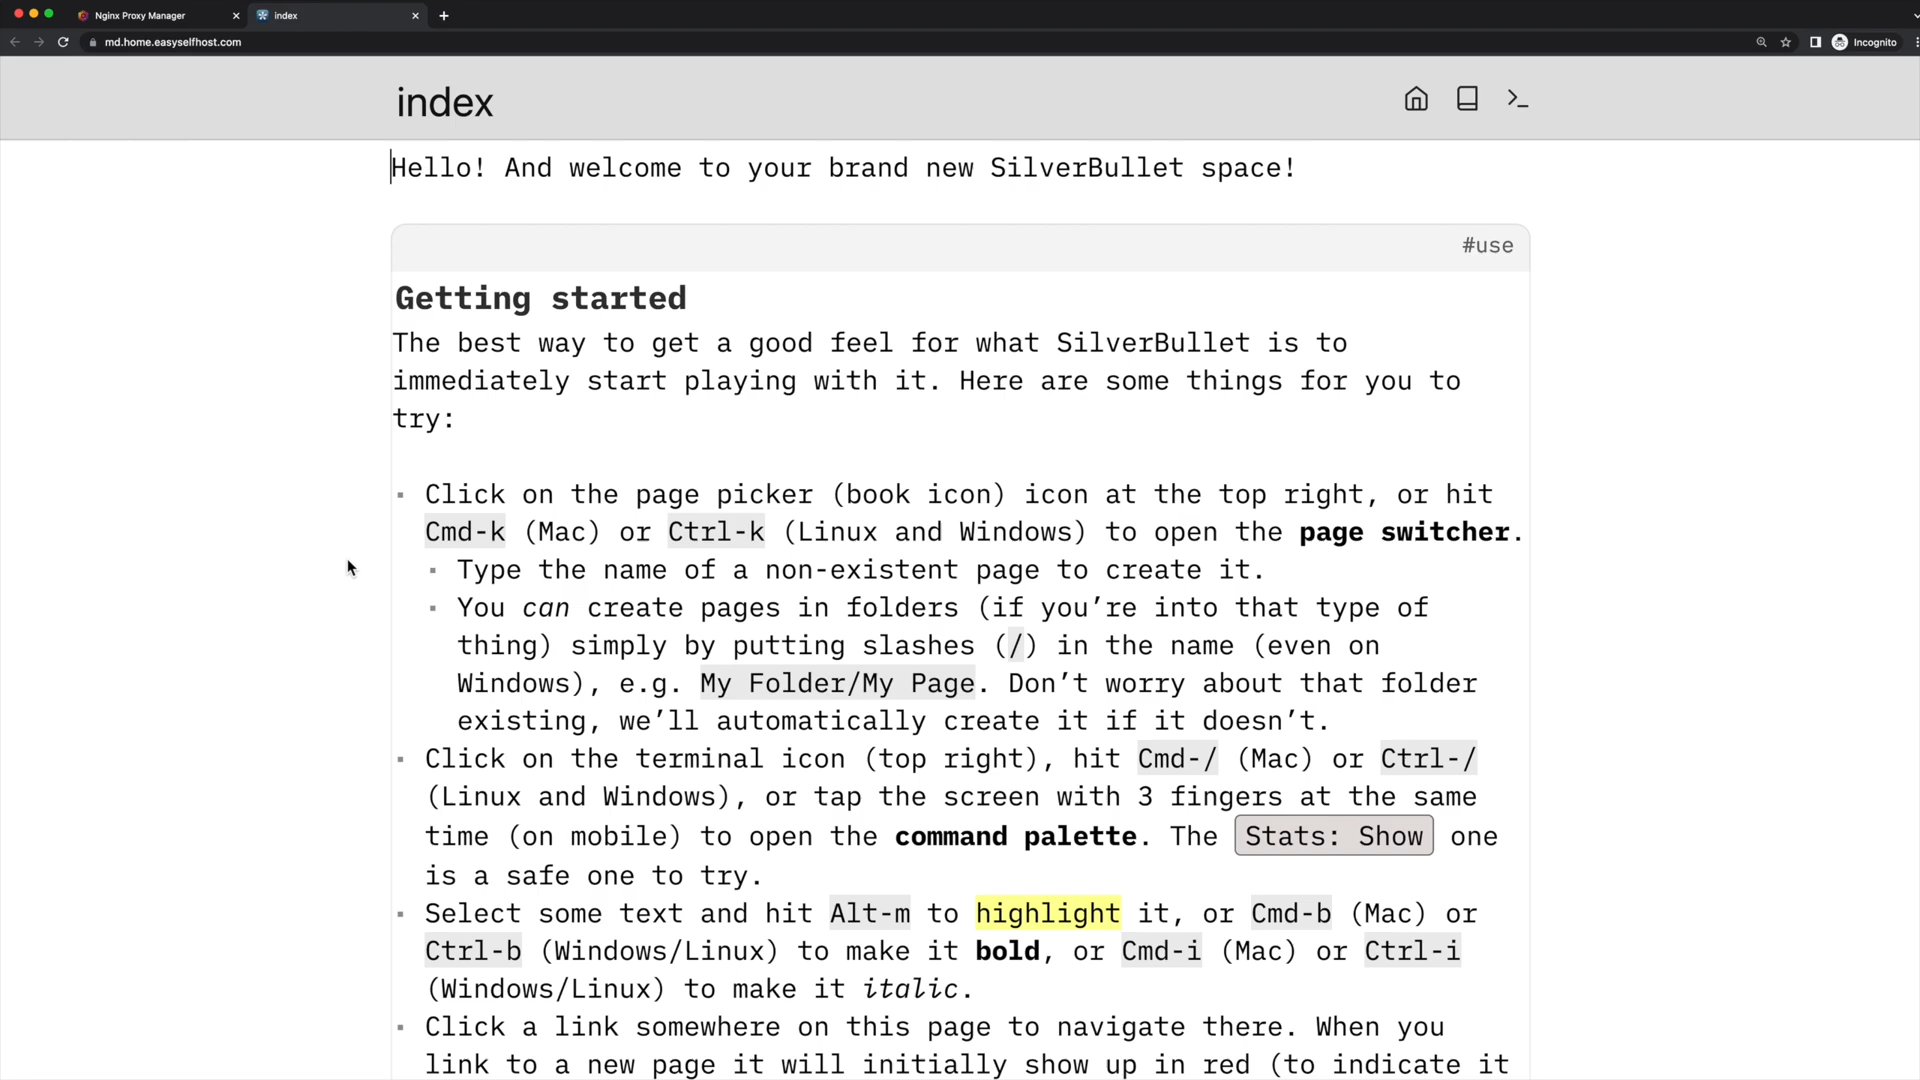 Nginx Proxy Manager
index
md.home.easyselfhost.com
Incognito
index
Hello! And welcome to your brand new SilverBullet space!
#use
Getting started
The best way to get a good feel for what SilverBullet is to
immediately start playing with it. Here are some things for you to
try:
Click on the page picker (book icon) icon at the top right, or hit
Cmd-k (Mac) or Ctrl-k (Linux and Windows) to open the page switcher.
Type the name of a non-existent page to create it.
You can create pages in folders (if you’re into that type of
thing) simply by putting slashes (/) in the name (even on
Windows), e.g. My Folder/My Page. Don’t worry about that folder
existing, we’ll automatically create it if it doesn’t.
Click on the terminal icon (top right), hit Cmd-/ (Mac) or Ctrl-/
(Linux and Windows), or tap the screen with 3 fingers at the same
time (on mobile) to open the command palette. The Stats: Show one
is a safe one to try.
Select some text and hit Alt-m to highlight it, or Cmd-b (Mac) or
Ctrl-b (Windows/Linux) to make it bold, or Cmd-i (Mac) or Ctrl-i
(Windows/Linux) to make it italic.
Click a link somewhere on this page to navigate there. When you
link to a new page it will initially show up in red (to indicate it